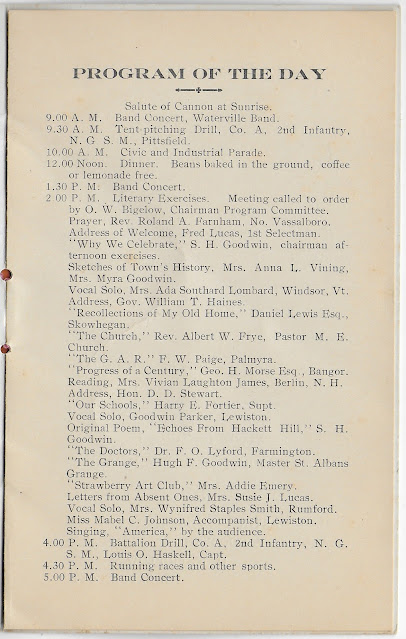 PROGRAM OF THE DAY
Salute of Cannon at Sunrise.
9.00 A. M. Band Concert, Waterville Band.
9.30 A. M. Tent-pitching Drill, Co. A, 2nd Infantry,
N. G S. M., Pittsfield.
10.00 A. M. Civic and Industrial Parade.
12.00 Noon. Dinner. Beans baked in the ground, coffee
or lemonade free.
1.30 P. M: Band Concert.
2.00 P. M. Literary Exercises. Meeting called to order
by O. W. Bigelow, Chairman Program Committee.
Prayer, Rev. Roland A. Farnham, No. Vassalboro.
Address of Welcome, Fred Lucas, 1st Selectman.
"Why We Celebrate," S. H. Goodwin, chairman af-
ternoon exercises.
Sketches of Town's History, Mrs. Anna L. Vining,
Mrs. Myra Goodwin.
Vocal Solo, Mrs. Ada Southard Lombard, Windsor, Vt.
Address, Gov. William T. Haines.
"Recollections of My Old Home," Daniel Lewis Esq.,
Skowhegan.
"The Church," Rev. Albert W. Frye, Pastor M. E.
Church.
"The G. A. R." F. W. Paige, Palmyra.
"Progress of a Century," Geo. H. Morse Esq., Bangor.
Reading, Mrs. Vivian Laughton James, Berlin, N. H.
Address, Hon. D. D. Stewart.
"Our Schools," Harry E. Fortier, Supt.
Vocal Solo, Goodwin Parker, Lewiston.
Original Poem, "Echoes From Hackett Hill," S. H.
Goodwin.
"The Doctors," Dr. F. O. Lyford, Farmington.
"The Grange," Hugh F. Goodwin, Master St. Albans
Grange.
"Strawberry Art Club," Mrs. Addie Emery.
Letters from Absent Ones, Mrs. Susie J. Lucas.
Vocal Solo, Mrs. Wynifred Staples Smith, Rumford.
Miss Mabel C. Johnson, Accompanist, Lewiston.
Singing, "America," by the audience.
4.00 P. M. Battalion Drill, Co. A, 2nd Infantry, N. G.
S. M., Louis O. Haskell, Capt.
4.30 P. M. Running races and other sports.
5.00 P. M. Band Concert.